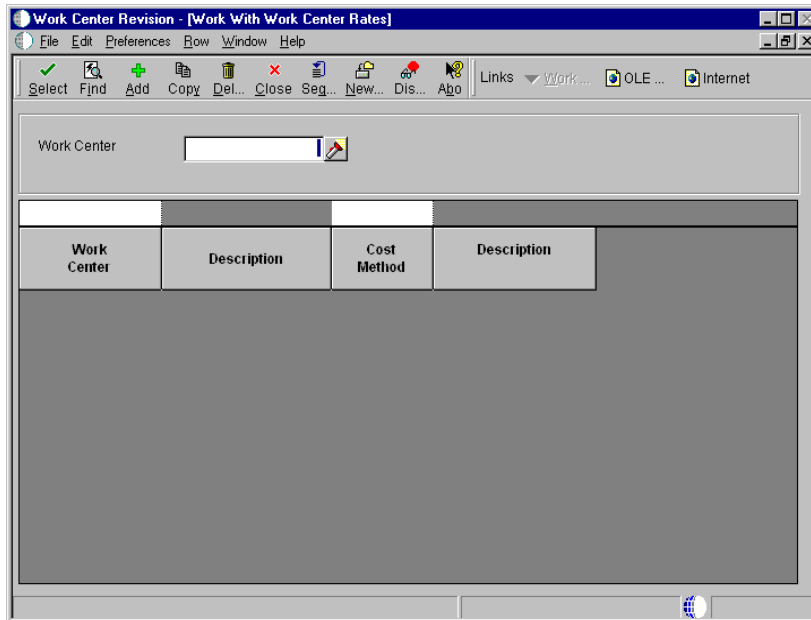 Work Center Revision - [Work With Work Center Rates]
File Edit Preferences Row Window Help
Select Find Add Copy Del... Close Seq... New... Dis... Abo Links Work ... OLE ... Internet
Work Center
Work Center Description Cost Method Description